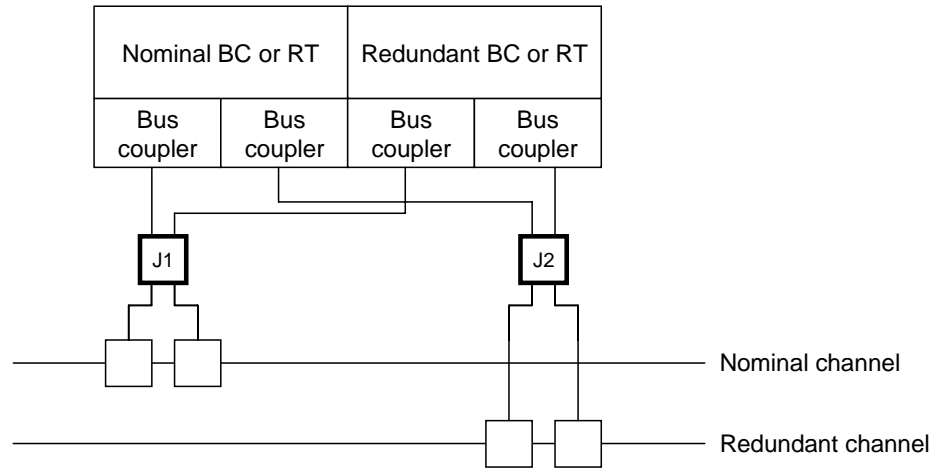 Nominal BC or RT
Redundant BC or RT
Bus
coupler
Bus
coupler
Bus
coupler
Bus
coupler
J1
J2
Nominal channel
Redundant channel